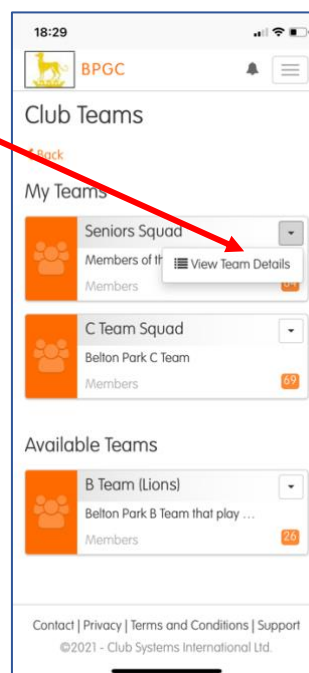 18:29
BPGC
Club Teams
Back
My Teams
Seniors Squad
Members of th
View Team Details
Members
C Team Squad
Belton Park C Team
Members 69
Available Teams
B Team (Lions)
Belton Park B Team that play ...
Members 26
Contact | Privacy | Terms and Conditions | Support
©2021 - Club Systems International Ltd.